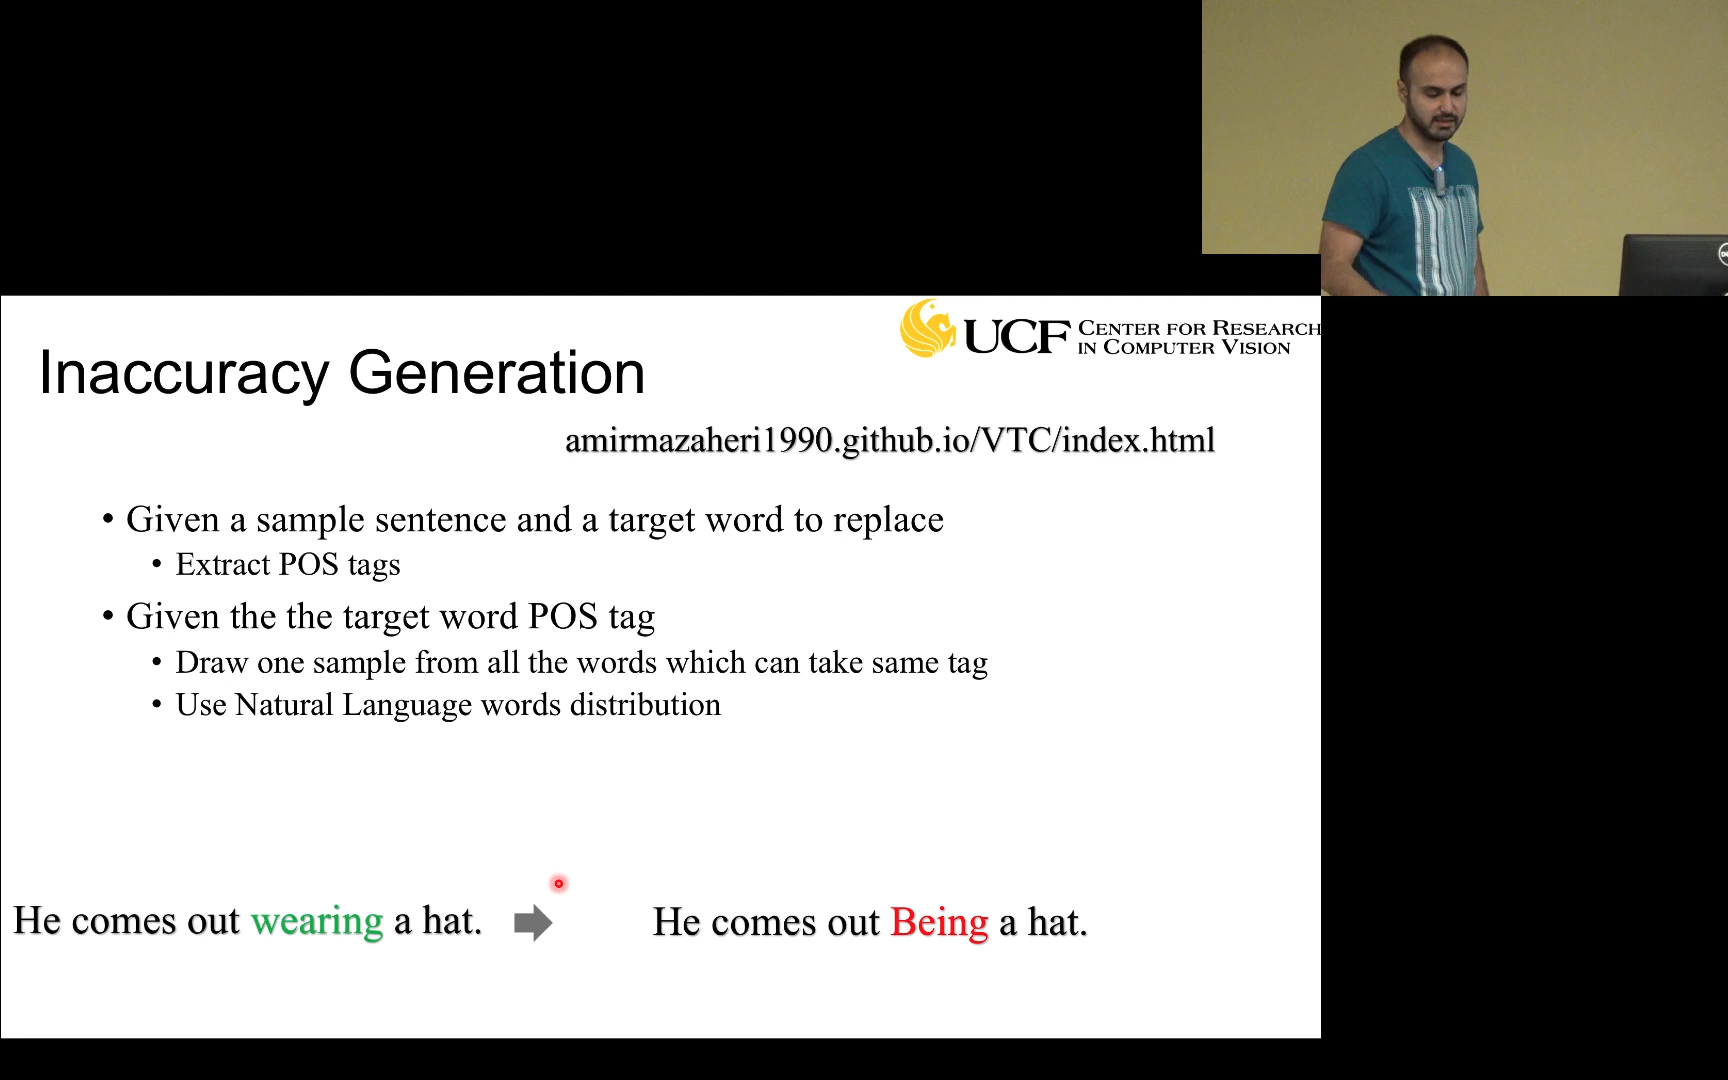 UCF CENTER FOR RESEARCH
IN COMPUTER VISION
Inaccuracy Generation
amirmazaheri1990.github.io/VTC/index.html
• Given a sample sentence and a target word to replace
• Extract POS tags
• Given the the target word POS tag
• Draw one sample from all the words which can take same tag
• Use Natural Language words distribution
He comes out wearing a hat.
He comes out Being a hat.